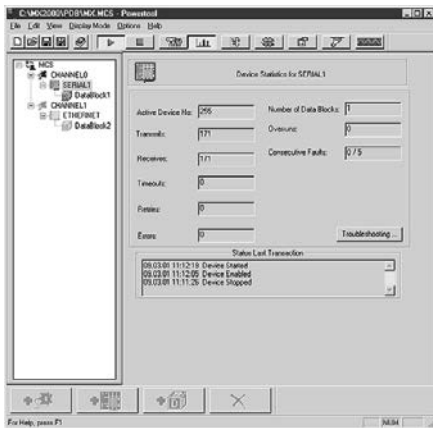 C:\MX2000\PDB\MX.MCS - Powertool
File Edit View Display Mode Options Help
MCS
CHANNEL0
SERIAL1
DataBlock1
CHANNEL1
ETHERNET
DataBlock2
Device Statistics for SERIAL1
Active Device No: 255
Number of Data Blocks: 1
Transmits: 171
Overruns: 0
Receives: 171
Consecutive Faults: 0 / 5
Timeouts: 0
Retries: 0
Errors: 0
Troubleshooting ...
Status Last Transaction
09.03.01 11:12:19 Device Started
09.03.01 11:12:05 Device Enabled
09.03.01 11:11:26 Device Stopped
For Help, press F1
NUM